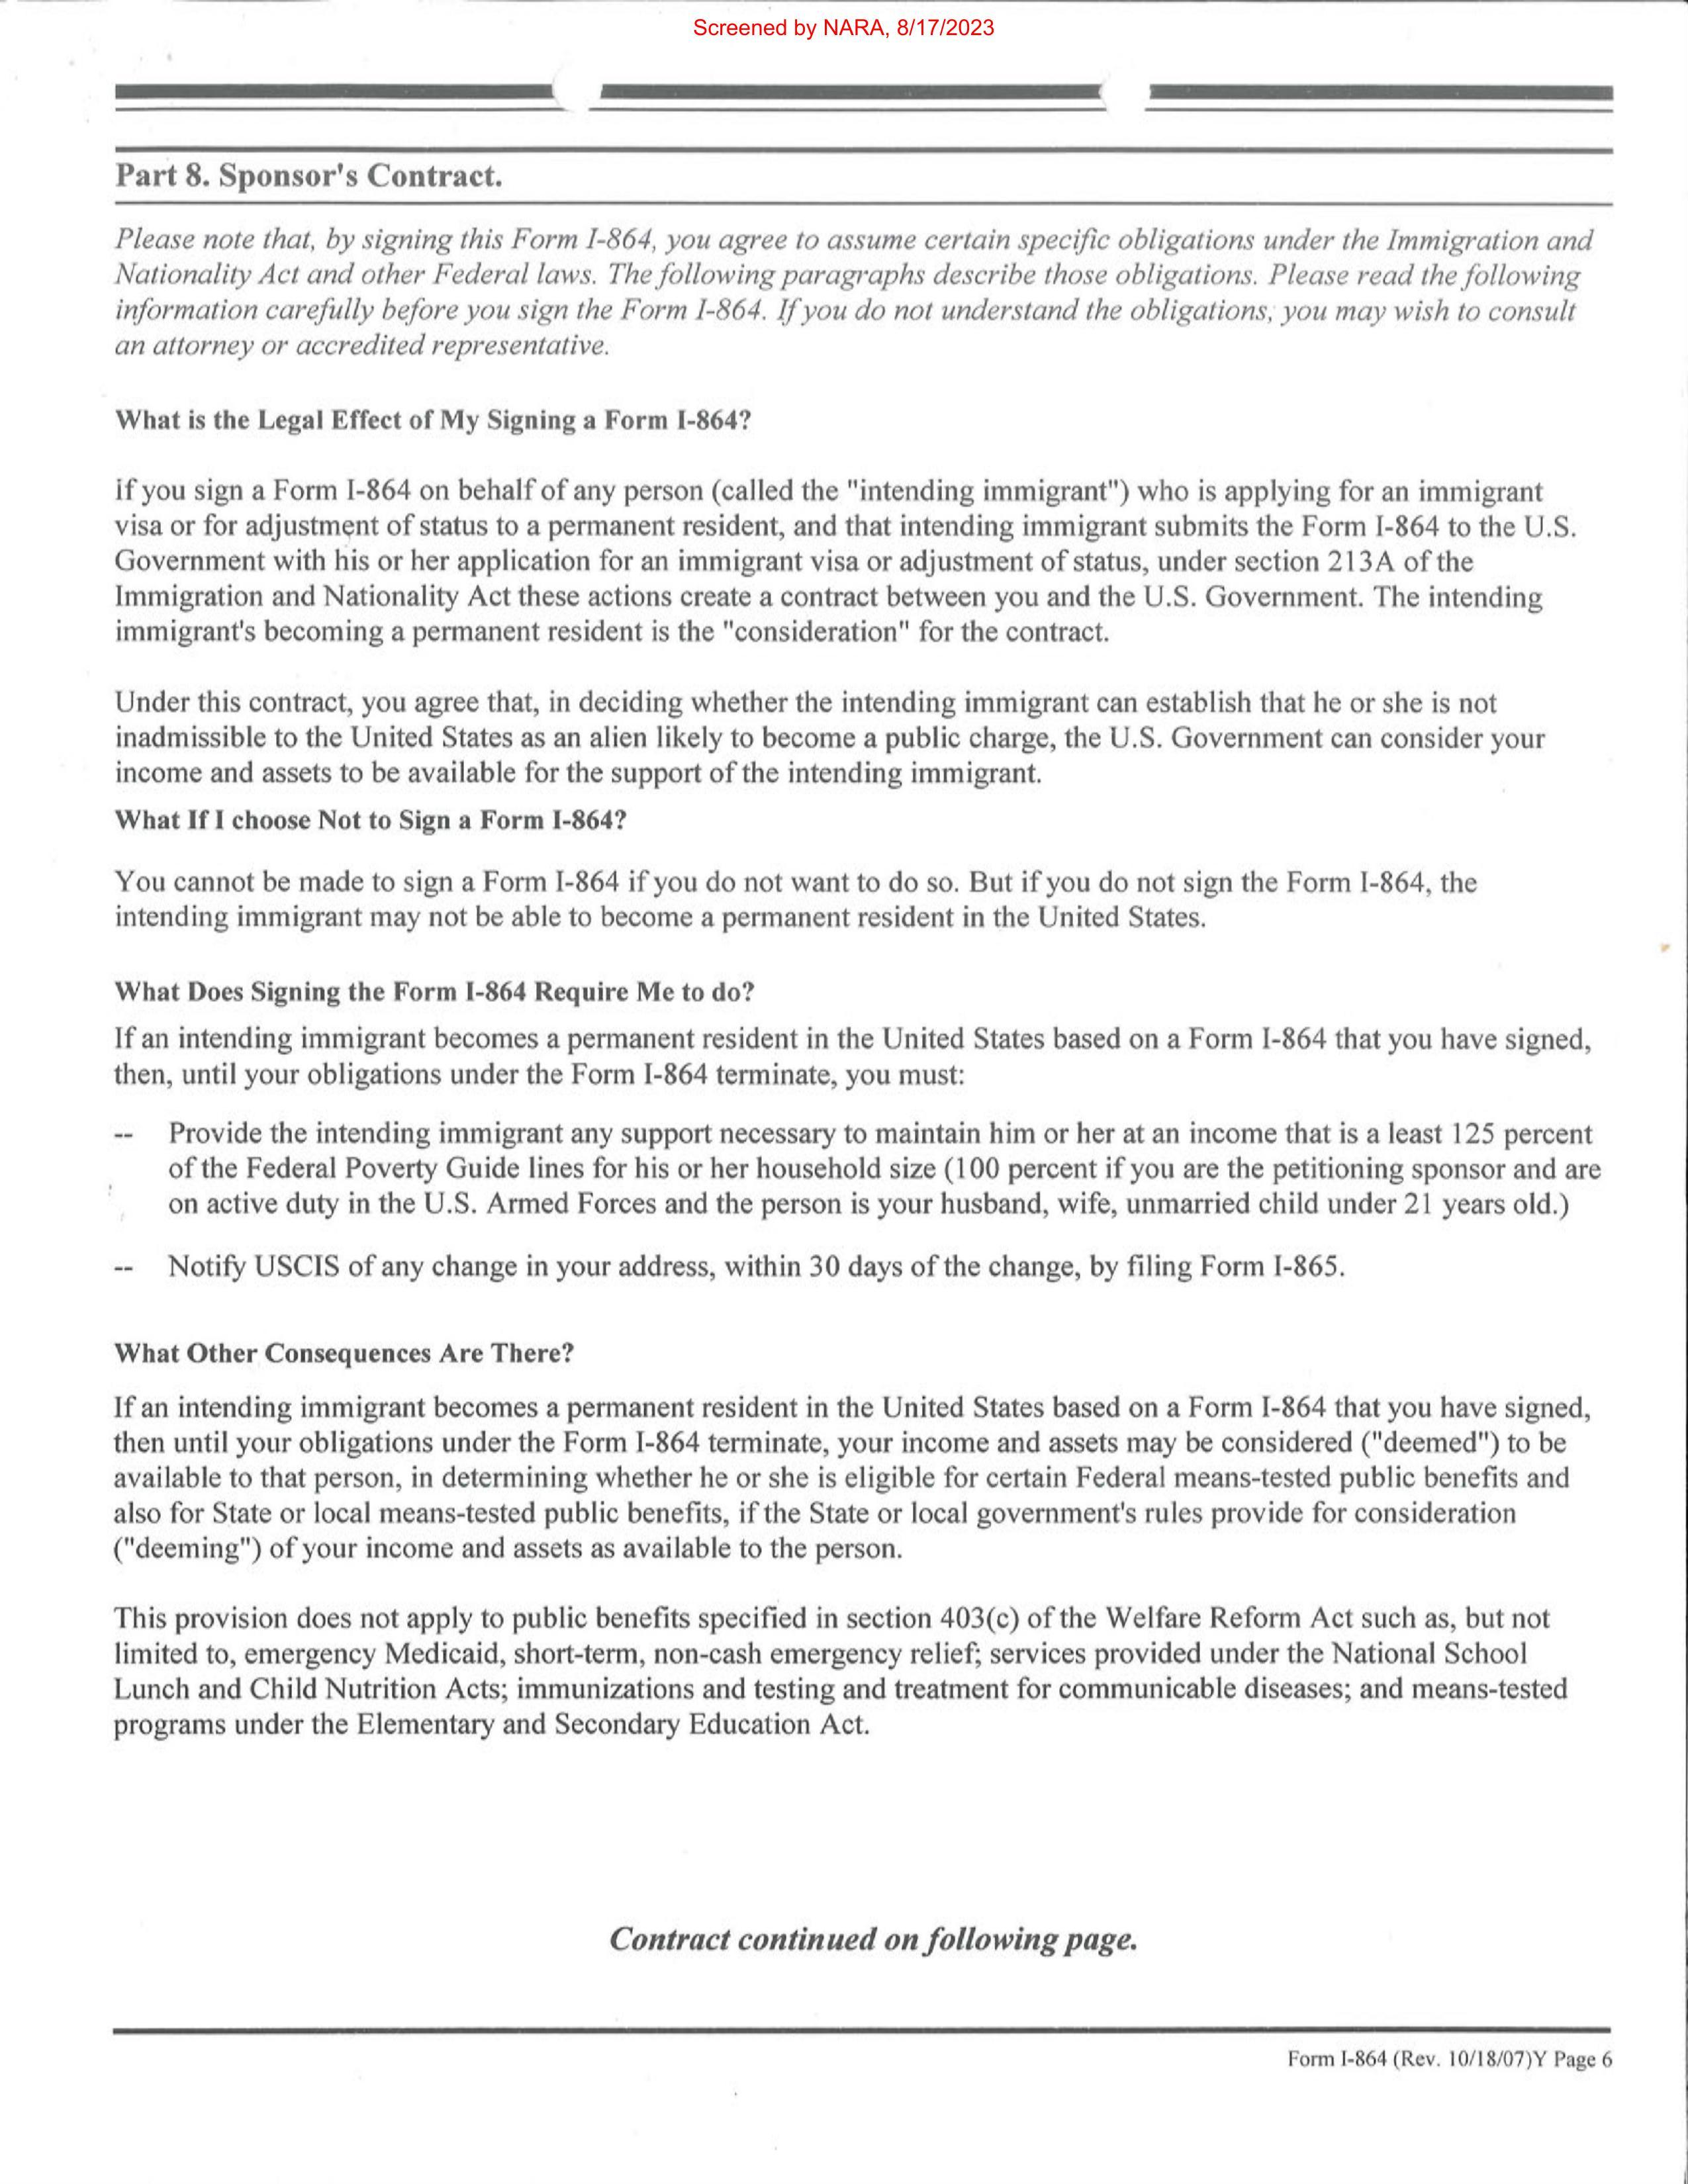 Screened by NARA, 8/17/2023
Part 8. Sponsor's Contract.
Please note that, by signing this Form I-864, you agree to assume certain specific obligations under the Immigration and
Nationality Act and other Federal laws. The following paragraphs describe those obligations. Please read the following
information carefully before you sign the Form I-864. If you do not understand the obligations, you may wish to consult
an attorney or accredited representative.
What is the Legal Effect of My Signing a Form I-864?
If you sign a Form I-864 on behalf of any person (called the "intending immigrant") who is applying for an immigrant
visa or for adjustment of status to a permanent resident, and that intending immigrant submits the Form I-864 to the U.S.
Government with his or her application for an immigrant visa or adjustment of status, under section 213A of the
Immigration and Nationality Act these actions create a contract between you and the U.S. Government. The intending
immigrant's becoming a permanent resident is the "consideration" for the contract.
Under this contract, you agree that, in deciding whether the intending immigrant can establish that he or she is not
inadmissible to the United States as an alien likely to become a public charge, the U.S. Government can consider your
income and assets to be available for the support of the intending immigrant.
What If I choose Not to Sign a Form I-864?
You cannot be made to sign a Form I-864 if you do not want to do so. But if you do not sign the Form I-864, the
intending immigrant may not be able to become a permanent resident in the United States.
What Does Signing the Form I-864 Require Me to do?
If an intending immigrant becomes a permanent resident in the United States based on a Form I-864 that you have signed,
then, until your obligations under the Form I-864 terminate, you must:
-- Provide the intending immigrant any support necessary to maintain him or her at an income that is a least 125 percent
of the Federal Poverty Guide lines for his or her household size (100 percent if you are the petitioning sponsor and are
on active duty in the U.S. Armed Forces and the person is your husband, wife, unmarried child under 21 years old.)
-- Notify USCIS of any change in your address, within 30 days of the change, by filing Form I-865.
What Other Consequences Are There?
If an intending immigrant becomes a permanent resident in the United States based on a Form I-864 that you have signed,
then until your obligations under the Form I-864 terminate, your income and assets may be considered ("deemed") to be
available to that person, in determining whether he or she is eligible for certain Federal means-tested public benefits and
also for State or local means-tested public benefits, if the State or local government's rules provide for consideration
("deeming") of your income and assets as available to the person.
This provision does not apply to public benefits specified in section 403(c) of the Welfare Reform Act such as, but not
limited to, emergency Medicaid, short-term, non-cash emergency relief; services provided under the National School
Lunch and Child Nutrition Acts; immunizations and testing and treatment for communicable diseases; and means-tested
programs under the Elementary and Secondary Education Act.
Contract continued on following page.
Form I-864 (Rev. 10/18/07)Y Page 6